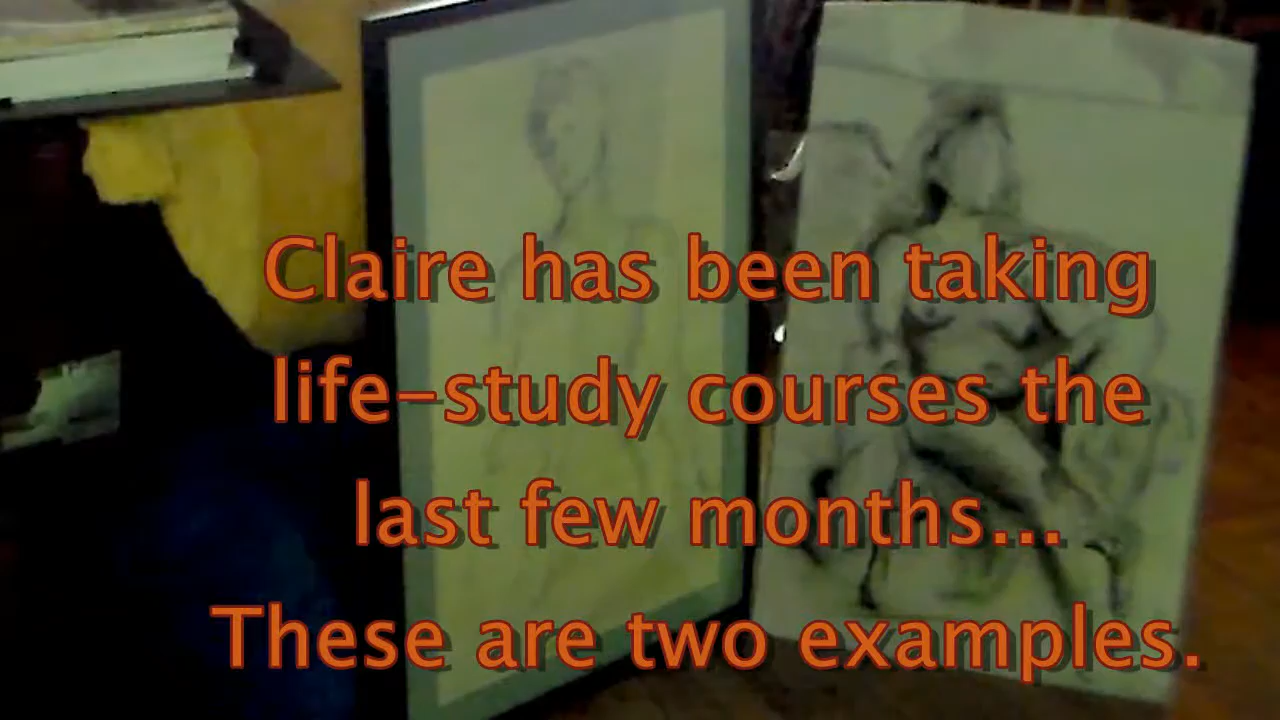 Claire has been taking
life-study courses the
last few months...
These are two examples.